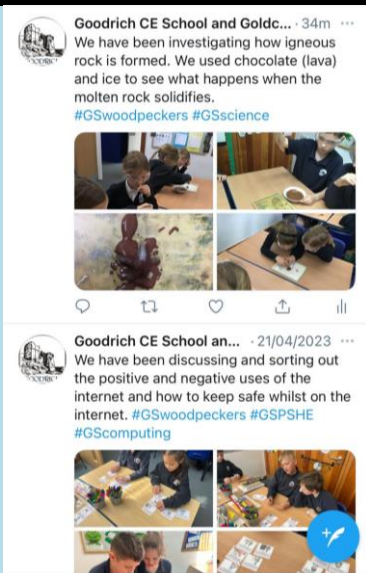 Goodrich CE School and Goldc... · 34m ...
We have been investigating how igneous
rock is formed. We used chocolate (lava)
and ice to see what happens when the
molten rock solidifies.
#GSwoodpeckers #GSscience
Goodrich CE School an... · 21/04/2023 ...
We have been discussing and sorting out
the positive and negative uses of the
internet and how to keep safe whilst on the
internet. #GSwoodpeckers #GSPSHE
#GScomputing